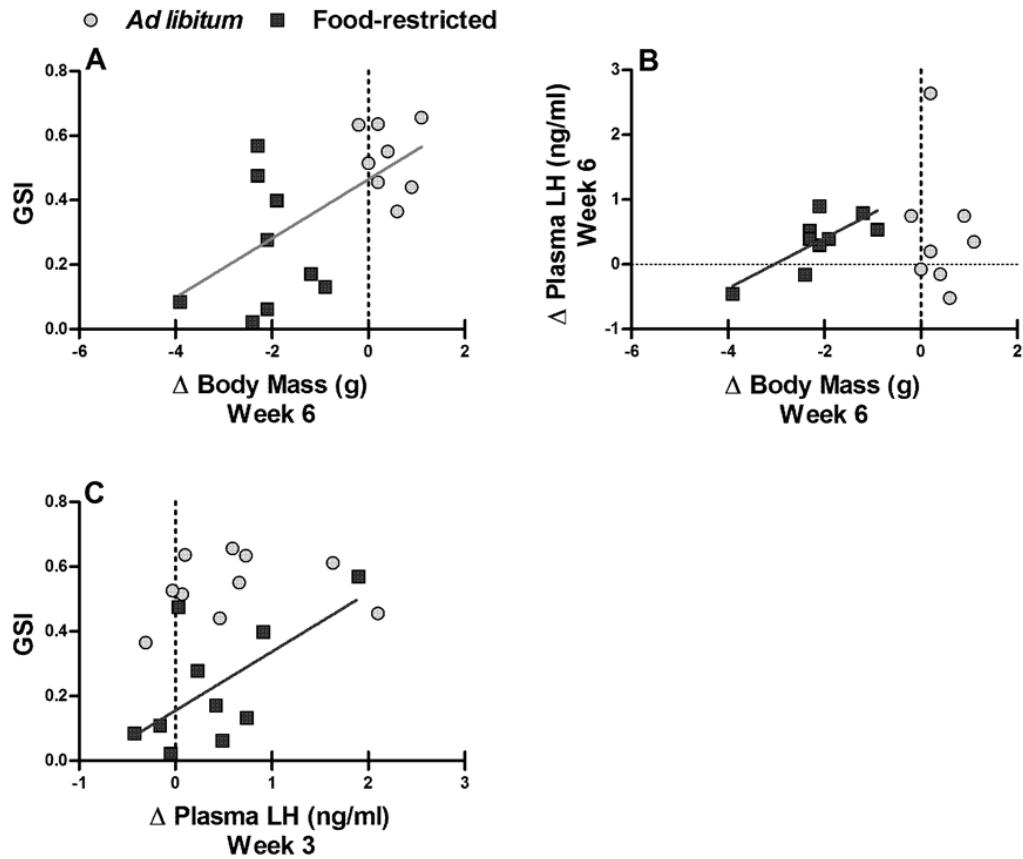 Ad libitum Food-restricted
A
0.8
0.6
0.4
0.2
0.0
GSI
-6 -4 -2 0 2
Δ Body Mass (g)
Week 6
B
3
2
1
0
-1
Δ Plasma LH (ng/ml)
Week 6
-6 -4 -2 0 2
Δ Body Mass (g)
Week 6
C
0.8
0.6
0.4
0.2
0.0
GSI
-1 0 1 2 3
Δ Plasma LH (ng/ml)
Week 3